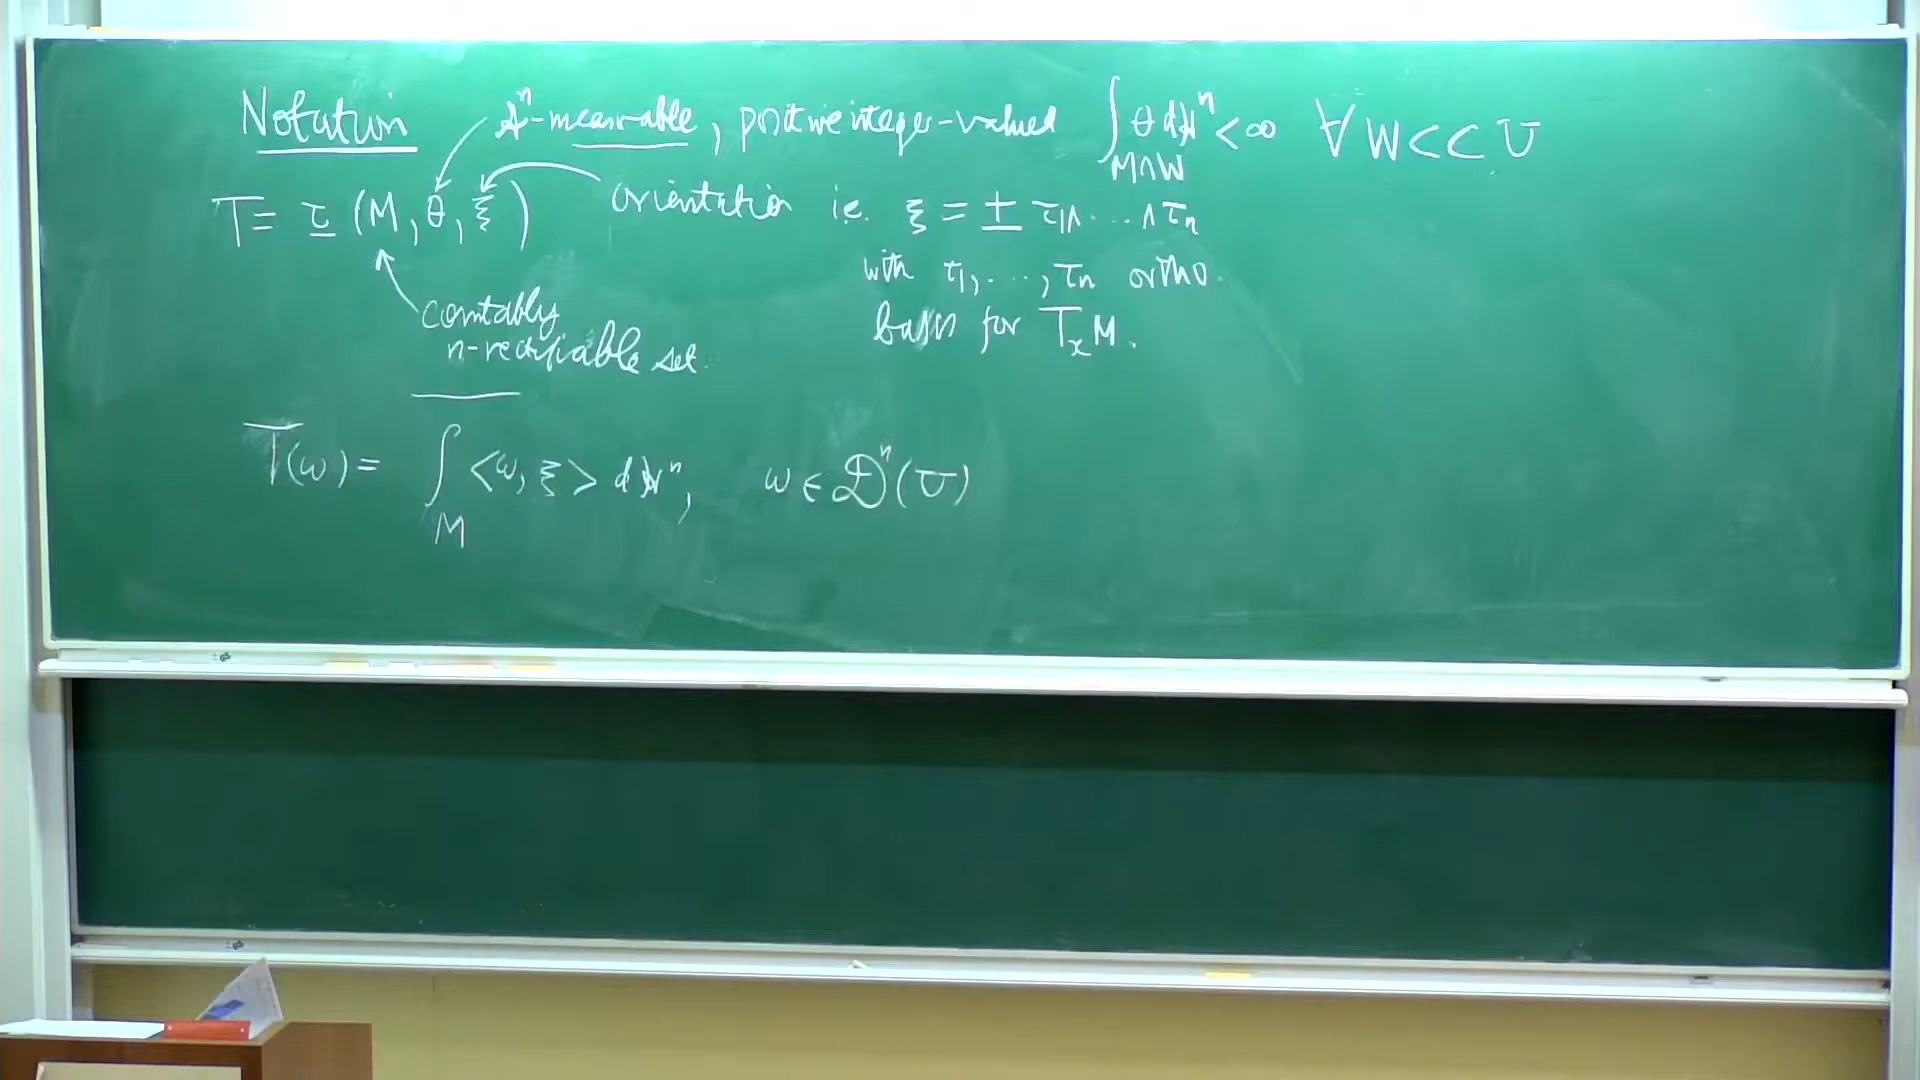 Notation ℋⁿ-measurable, positive integer-valued ∫_{M∩W} θ dℋⁿ < ∞ ∀ W ⊂⊂ U
T = τ (M, θ, ξ) orientation i.e. ξ = ± τ₁∧ ... ∧τₙ
with τ₁, ..., τₙ ortho.
basis for TₓM.
countably
n-rectifiable set.
T(ω) = ∫_M <ω, ξ> dℋⁿ, ω ∈ 𝒟ⁿ(U)